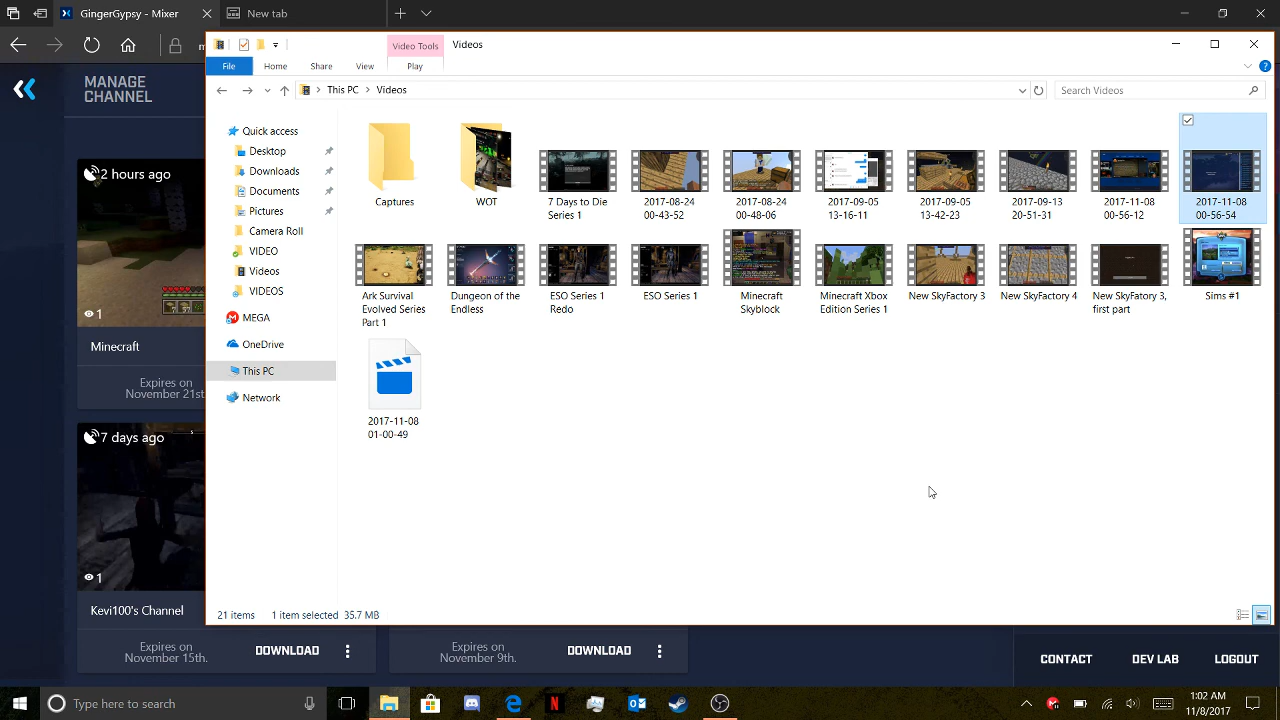 GingerGypsy - Mixer
New tab
Video Tools
Videos
File
Home
Share
View
Play
This PC
Videos
Search Videos
MANAGE
CHANNEL
2 hours ago
1
Minecraft
Expires on
November 21st
7 days ago
1
Kevi100's Channel
Expires on
November 15th.
DOWNLOAD
Expires on
November 9th.
DOWNLOAD
Quick access
Desktop
Downloads
Documents
Pictures
Camera Roll
VIDEO
Videos
VIDEOS
MEGA
OneDrive
This PC
Network
Captures
WOT
7 Days to Die
Series 1
2017-08-24
00-43-52
2017-08-24
00-48-06
2017-09-05
13-16-11
2017-09-05
13-42-23
2017-09-13
20-51-31
2017-11-08
00-56-12
2017-11-08
00-56-54
Ark Survival
Evolved Series
Part 1
Dungeon of the
Endless
ESO Series 1
Redo
ESO Series 1
Minecraft
Skyblock
Minecraft Xbox
Edition Series 1
New SkyFactory 3
New SkyFactory 4
New SkyFatory 3,
first part
Sims #1
2017-11-08
01-00-49
21 items
1 item selected
35.7 MB
CONTACT
DEV LAB
LOGOUT
Type here to search
1:02 AM
11/8/2017